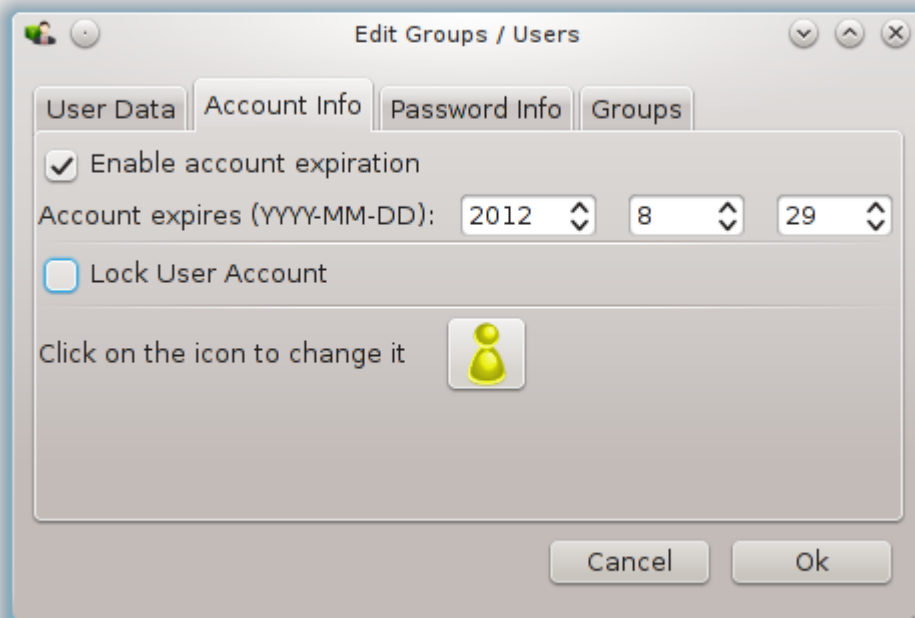 Edit Groups / Users
User Data Account Info Password Info Groups
Enable account expiration
Account expires (YYYY-MM-DD): 2012 8 29
Lock User Account
Click on the icon to change it
Cancel Ok